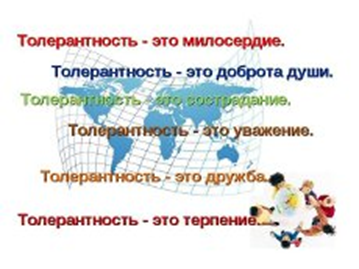 Толерантность - это милосердие.
Толерантность - это доброта души.
Толерантность - это сострадание.
Толерантность - это уважение.
Толерантность - это дружба.
Толерантность - это терпение.